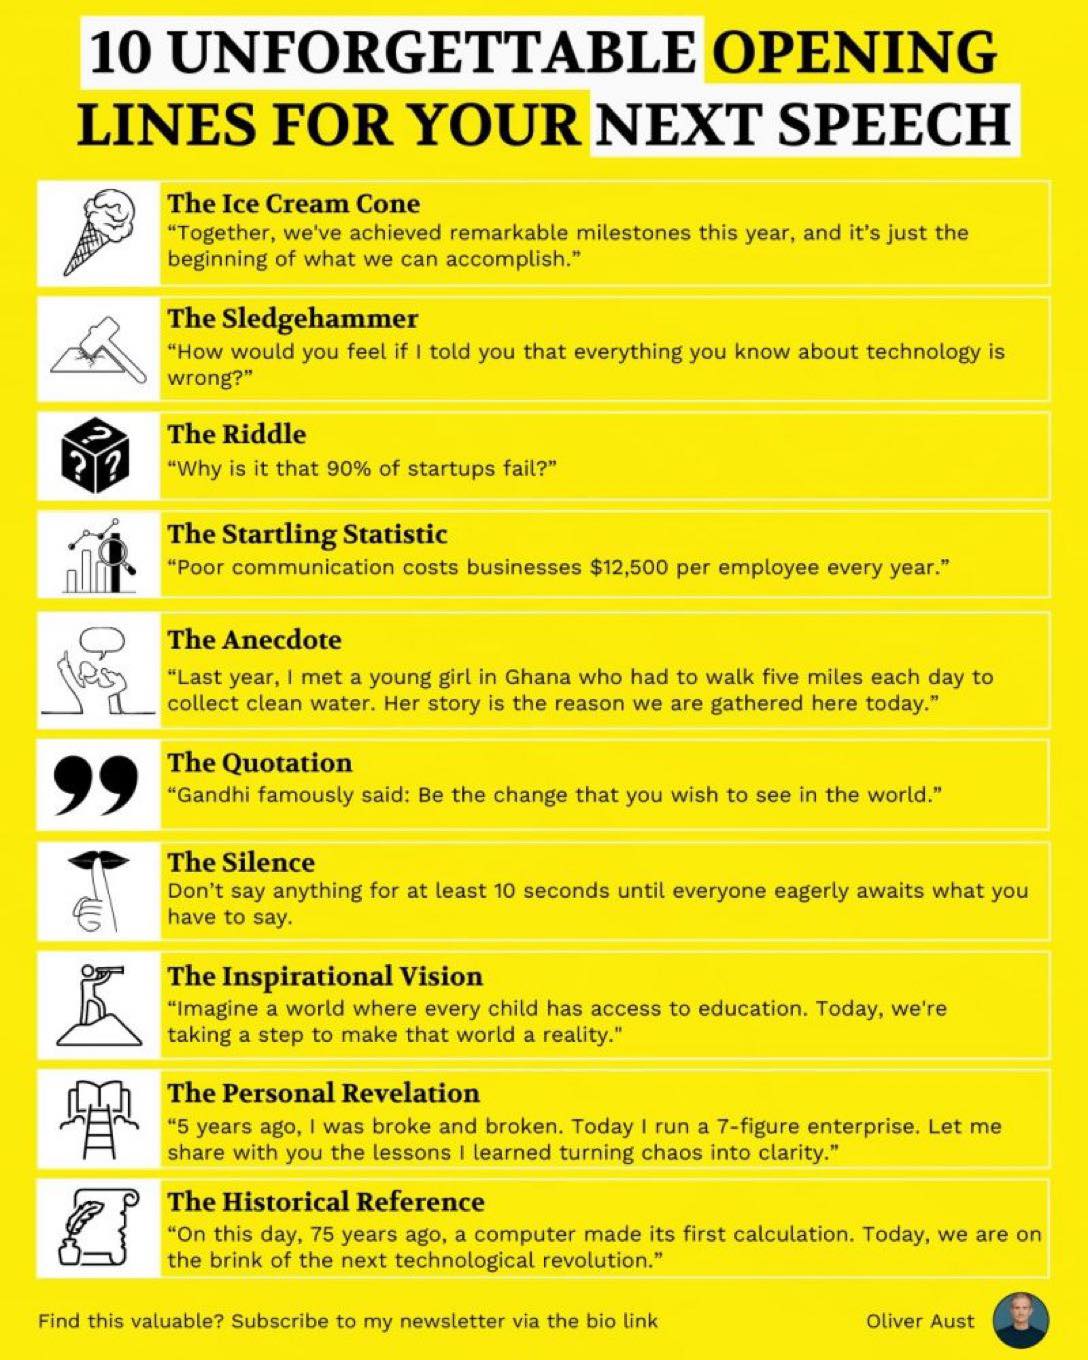 10 UNFORGETTABLE OPENING
LINES FOR YOUR NEXT SPEECH
The Ice Cream Cone
“Together, we've achieved remarkable milestones this year, and it’s just the
beginning of what we can accomplish.”
The Sledgehammer
“How would you feel if I told you that everything you know about technology is
wrong?”
The Riddle
“Why is it that 90% of startups fail?”
The Startling Statistic
“Poor communication costs businesses $12,500 per employee every year.”
The Anecdote
“Last year, I met a young girl in Ghana who had to walk five miles each day to
collect clean water. Her story is the reason we are gathered here today.”
The Quotation
“Gandhi famously said: Be the change that you wish to see in the world.”
The Silence
Don’t say anything for at least 10 seconds until everyone eagerly awaits what you
have to say.
The Inspirational Vision
“Imagine a world where every child has access to education. Today, we're
taking a step to make that world a reality."
The Personal Revelation
“5 years ago, I was broke and broken. Today I run a 7-figure enterprise. Let me
share with you the lessons I learned turning chaos into clarity.”
The Historical Reference
“On this day, 75 years ago, a computer made its first calculation. Today, we are on
the brink of the next technological revolution.”
Find this valuable? Subscribe to my newsletter via the bio link
Oliver Aust